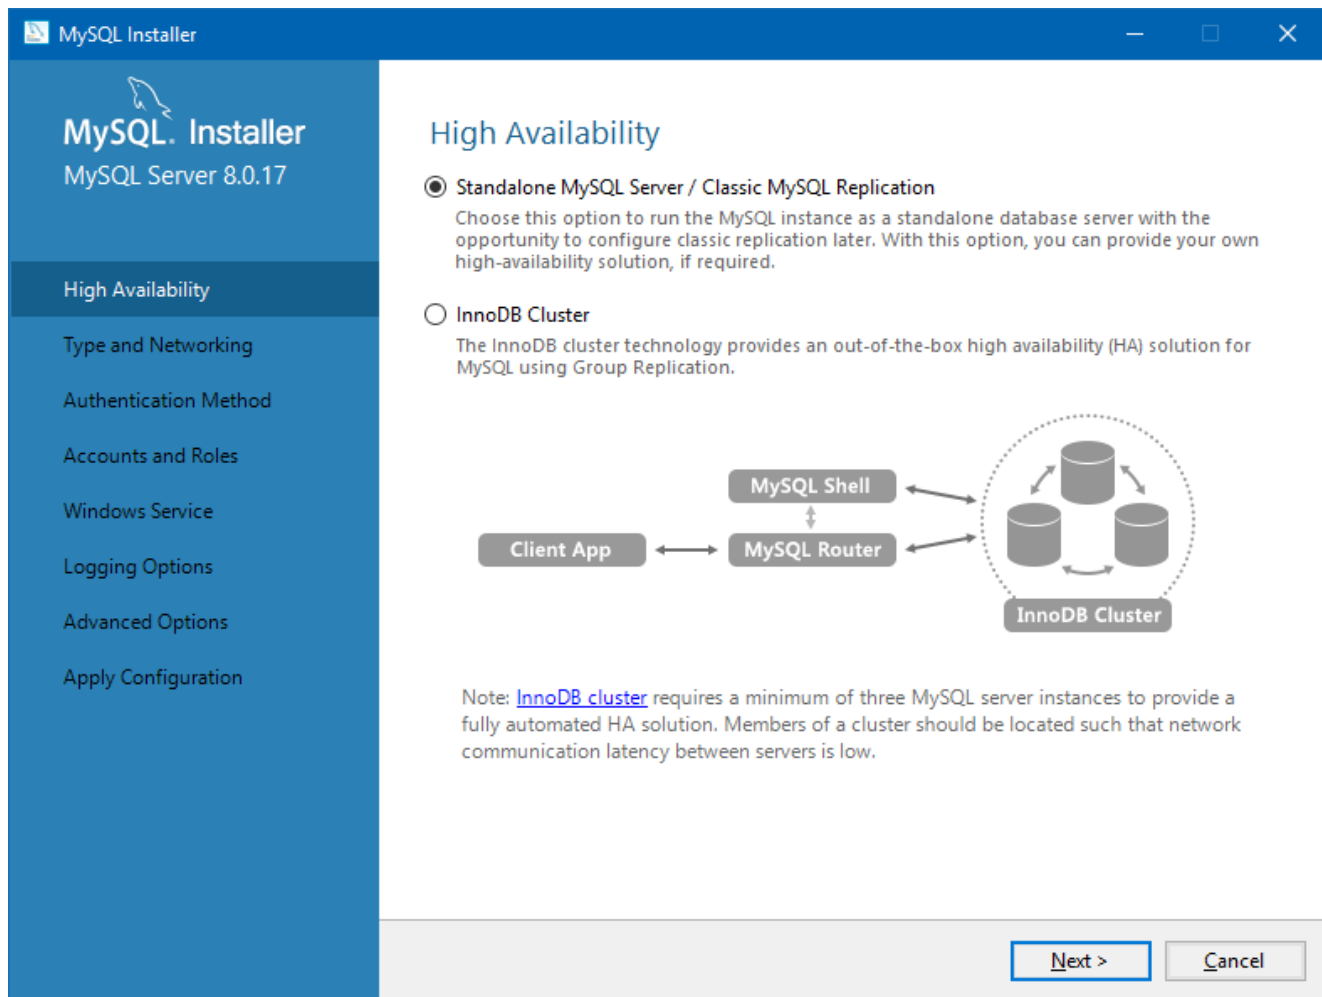 MySQL Installer
MySQL. Installer
MySQL Server 8.0.17
High Availability
Type and Networking
Authentication Method
Accounts and Roles
Windows Service
Logging Options
Advanced Options
Apply Configuration
High Availability
Standalone MySQL Server / Classic MySQL Replication
Choose this option to run the MySQL instance as a standalone database server with the
opportunity to configure classic replication later. With this option, you can provide your own
high-availability solution, if required.
InnoDB Cluster
The InnoDB cluster technology provides an out-of-the-box high availability (HA) solution for
MySQL using Group Replication.
MySQL Shell
Client App
MySQL Router
InnoDB Cluster
Note: InnoDB cluster requires a minimum of three MySQL server instances to provide a
fully automated HA solution. Members of a cluster should be located such that network
communication latency between servers is low.
Next >
Cancel